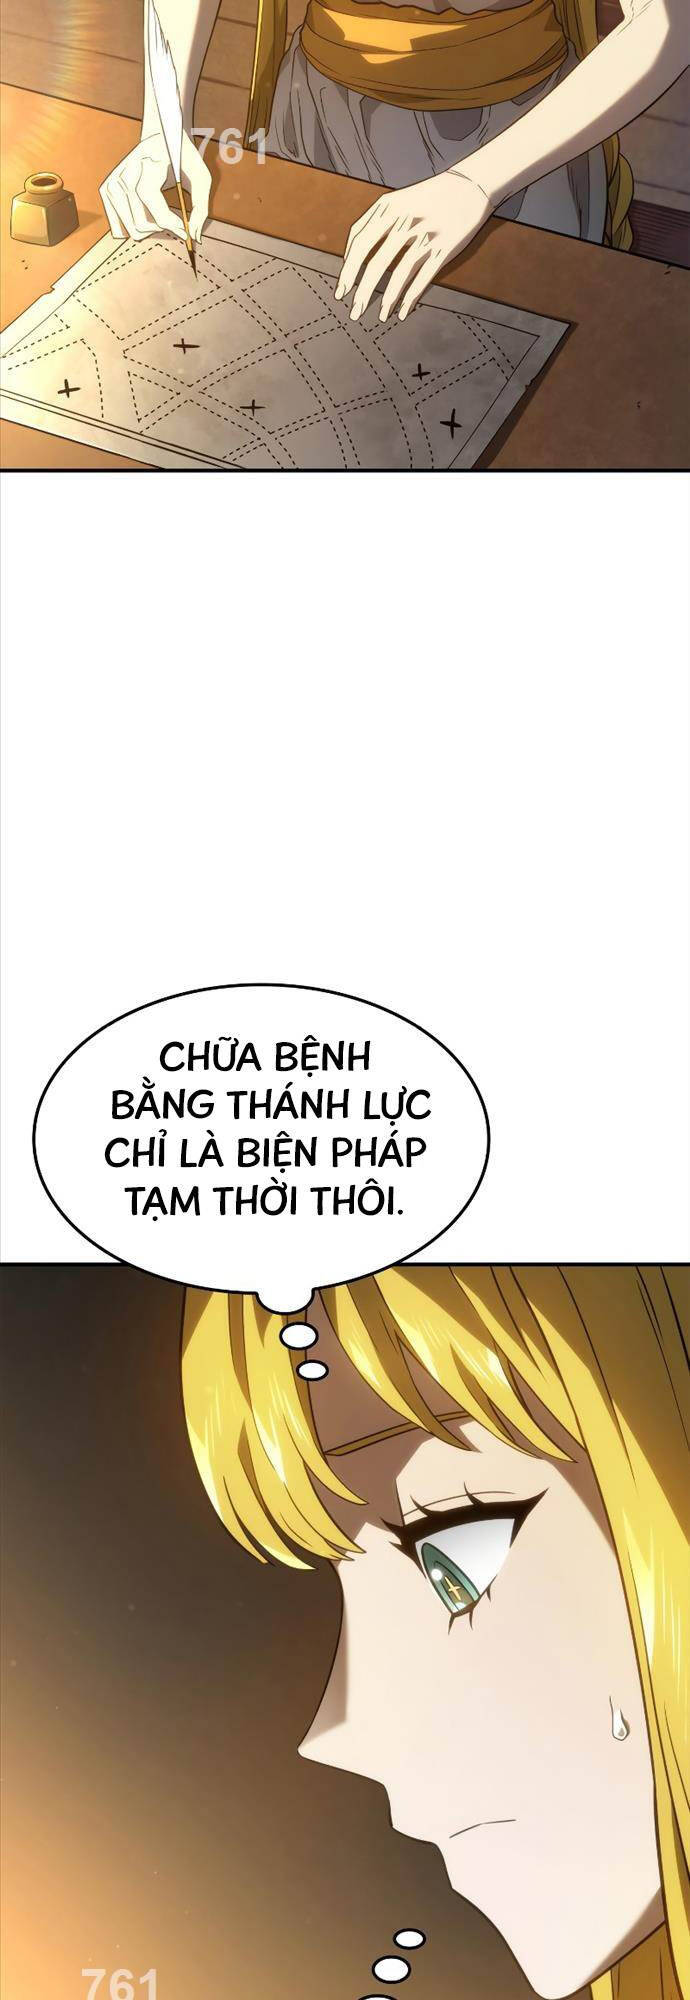 761
CHỮA BỆNH
BẰNG THÁNH LỰC
CHỈ LÀ BIỆN PHÁP
TẠM THỜI THÔI.
761